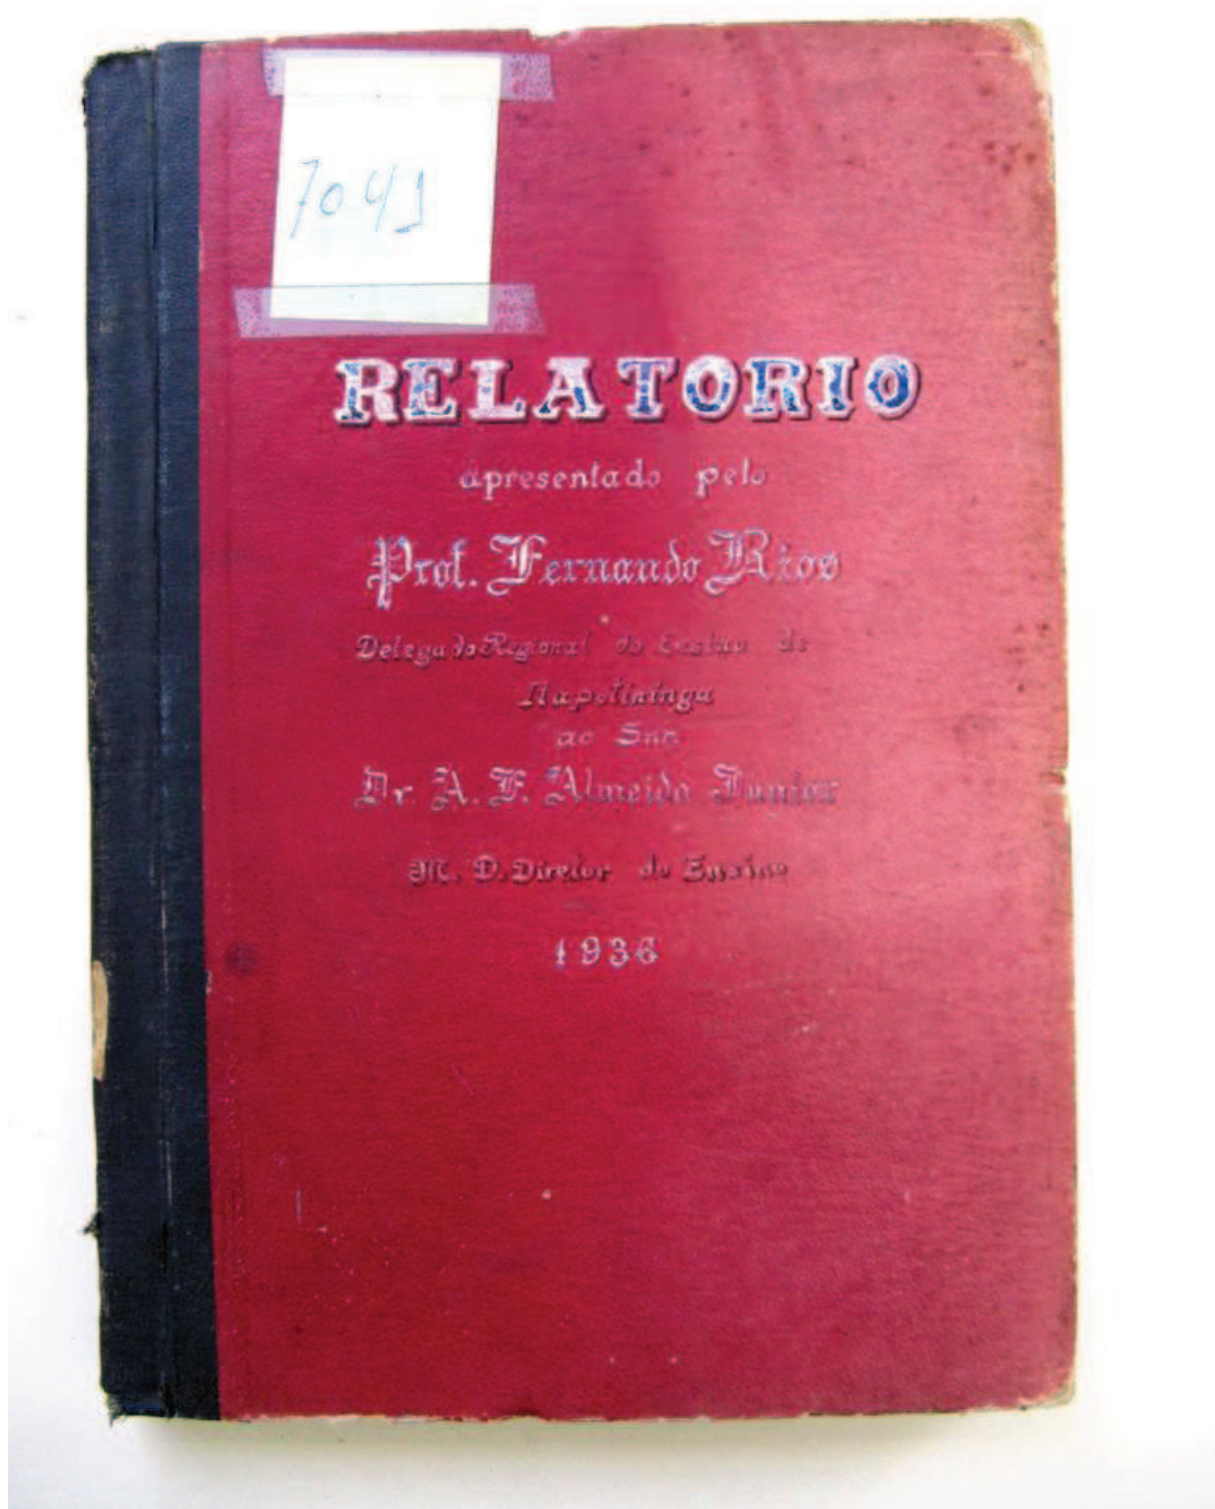 7041
RELATORIO
apresentado pelo
Prof. Fernando Rios
Delegado Regional do Ensino de
Itapetininga
ao Snr.
Dr. A. F. Almeida Junior
M. D. Diretor do Ensino
1936